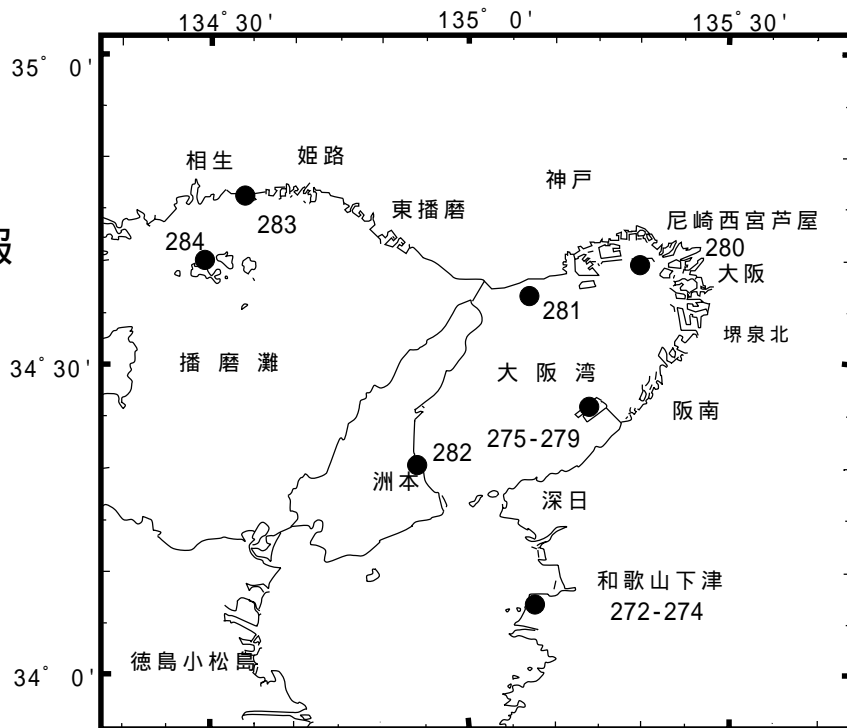 134° 30'
135° 0'
135° 30'
35° 0'
相生
姫路
神戸
東播磨
尼崎西宮芦屋
283
280
284
報
大阪
281
堺泉北
34° 30'
播磨灘
大阪湾
阪南
275-279
282
洲本
深日
和歌山下津
272-274
徳島小松島
34° 0'